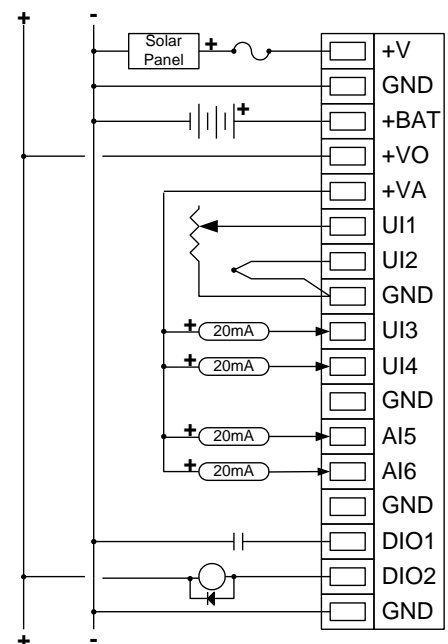 + -
Solar
Panel
+
+V
GND
+
+BAT
+VO
+VA
UI1
UI2
GND
+ 20mA
UI3
+ 20mA
UI4
GND
+ 20mA
AI5
+ 20mA
AI6
GND
DIO1
DIO2
GND
+ -